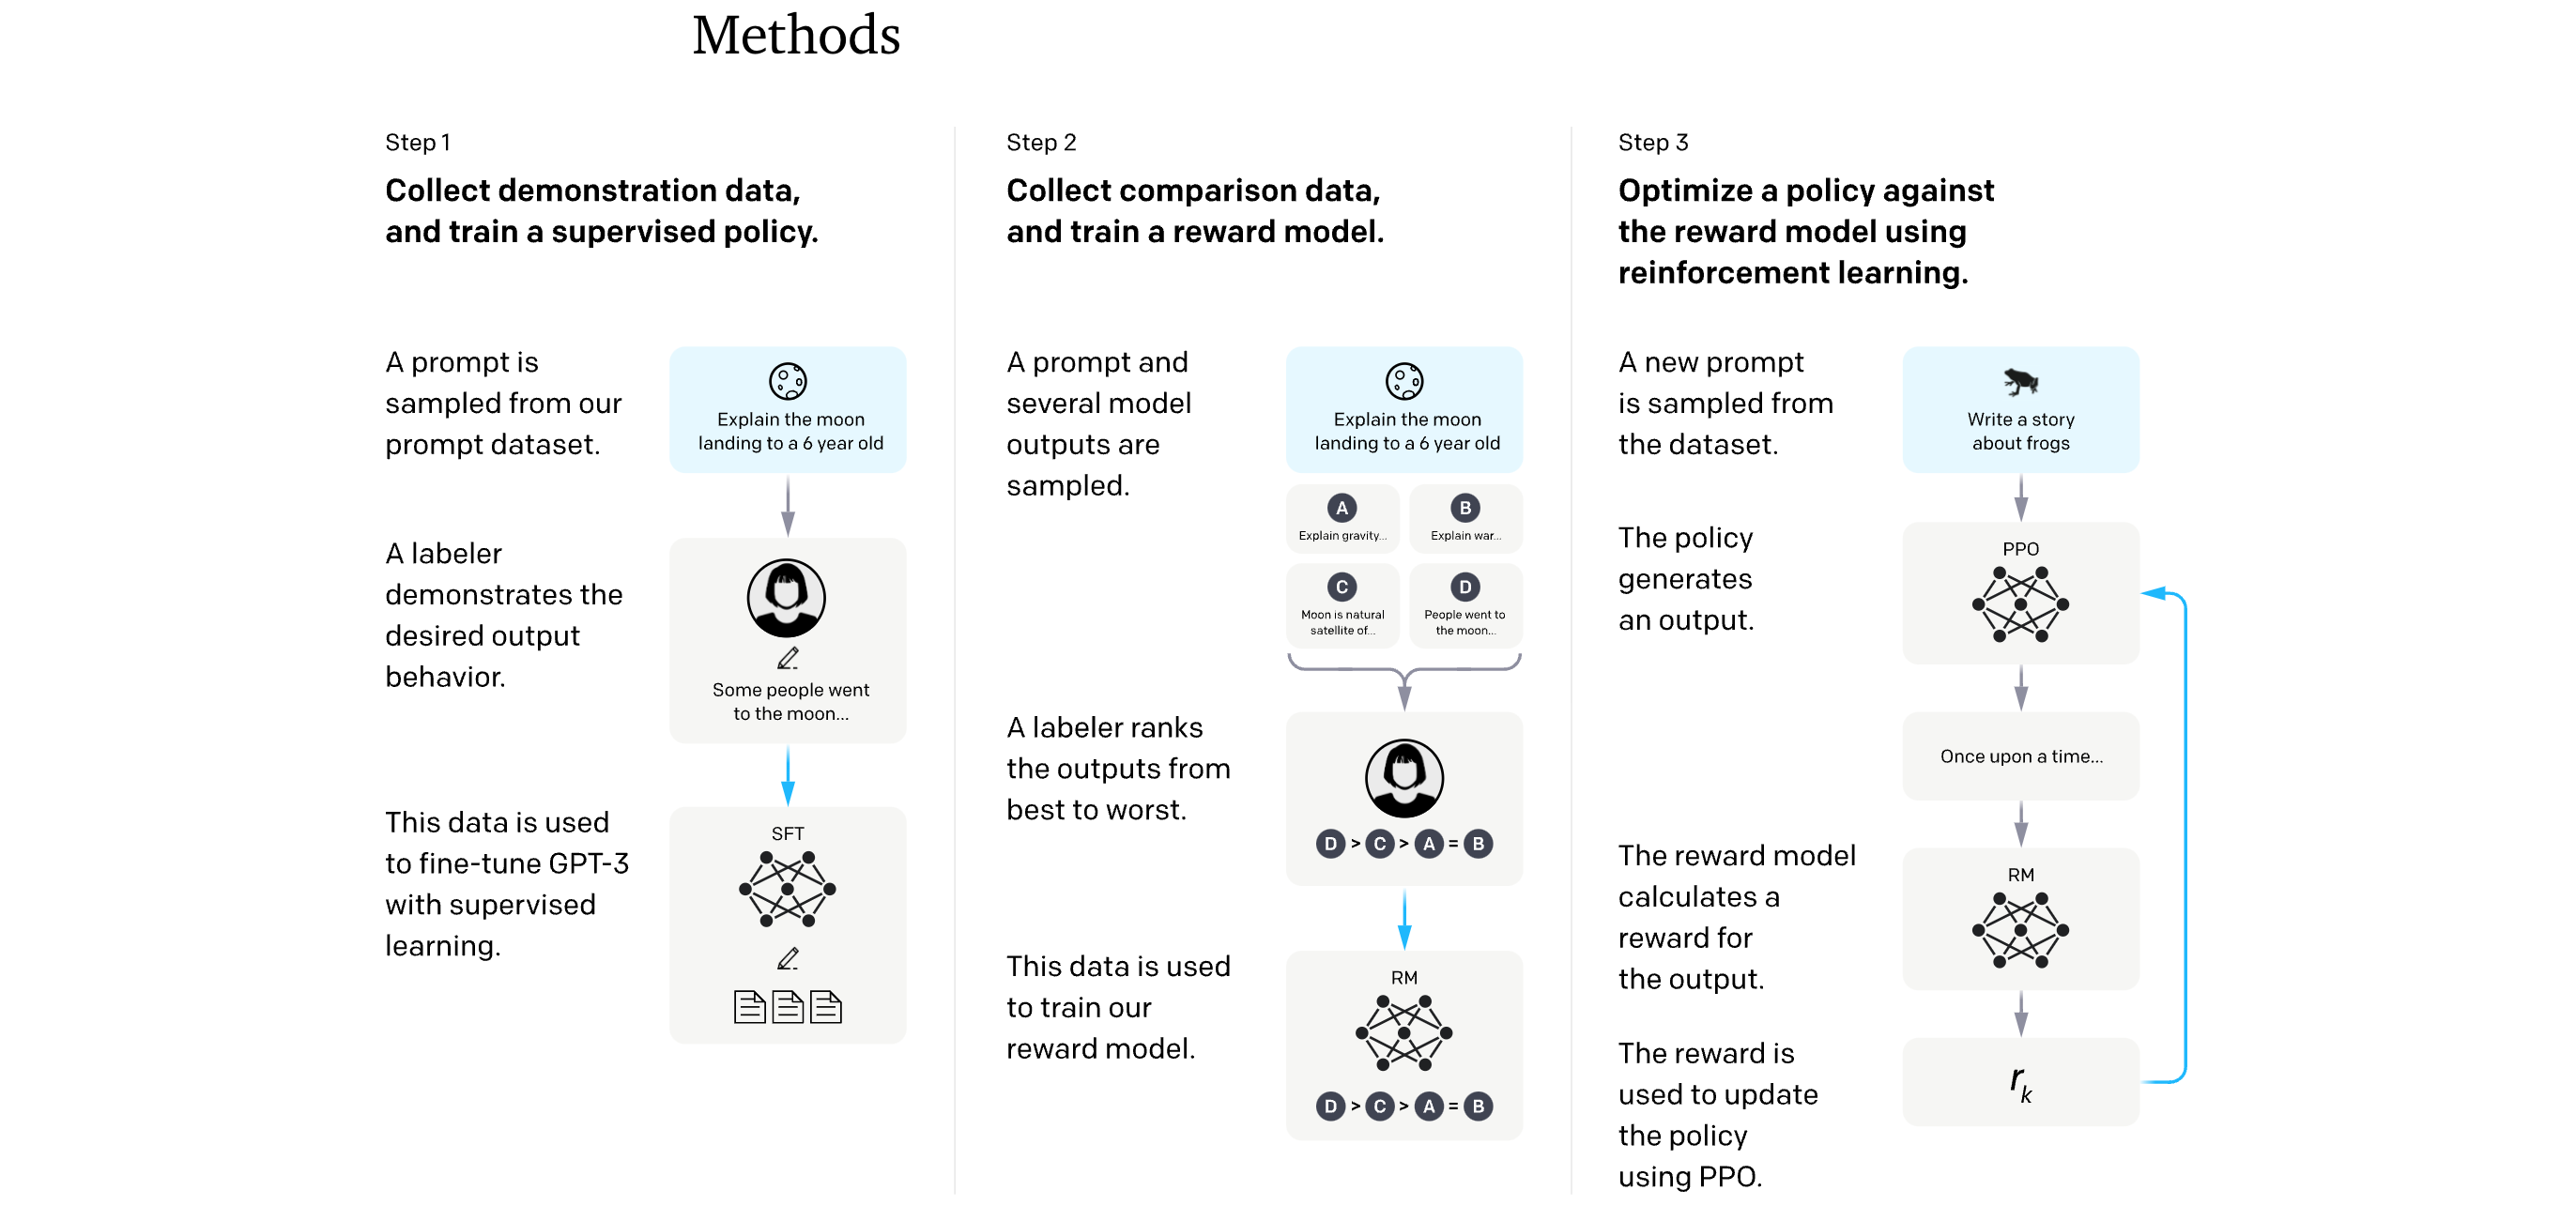 Methods
Step 1
Collect demonstration data,
and train a supervised policy.
A prompt is
sampled from our
prompt dataset.
Explain the moon
landing to a 6 year old
A labeler
demonstrates the
desired output
behavior.
Some people went
to the moon...
This data is used
to fine-tune GPT-3
with supervised
learning.
SFT
Step 2
Collect comparison data,
and train a reward model.
A prompt and
several model
outputs are
sampled.
Explain the moon
landing to a 6 year old
A
Explain gravity...
B
Explain war...
C
Moon is natural
satellite of...
D
People went to
the moon...
A labeler ranks
the outputs from
best to worst.
D > C > A = B
This data is used
to train our
reward model.
RM
D > C > A = B
Step 3
Optimize a policy against
the reward model using
reinforcement learning.
A new prompt
is sampled from
the dataset.
Write a story
about frogs
The policy
generates
an output.
PPO
Once upon a time...
The reward model
calculates a
reward for
the output.
RM
The reward is
used to update
the policy
using PPO.
rk